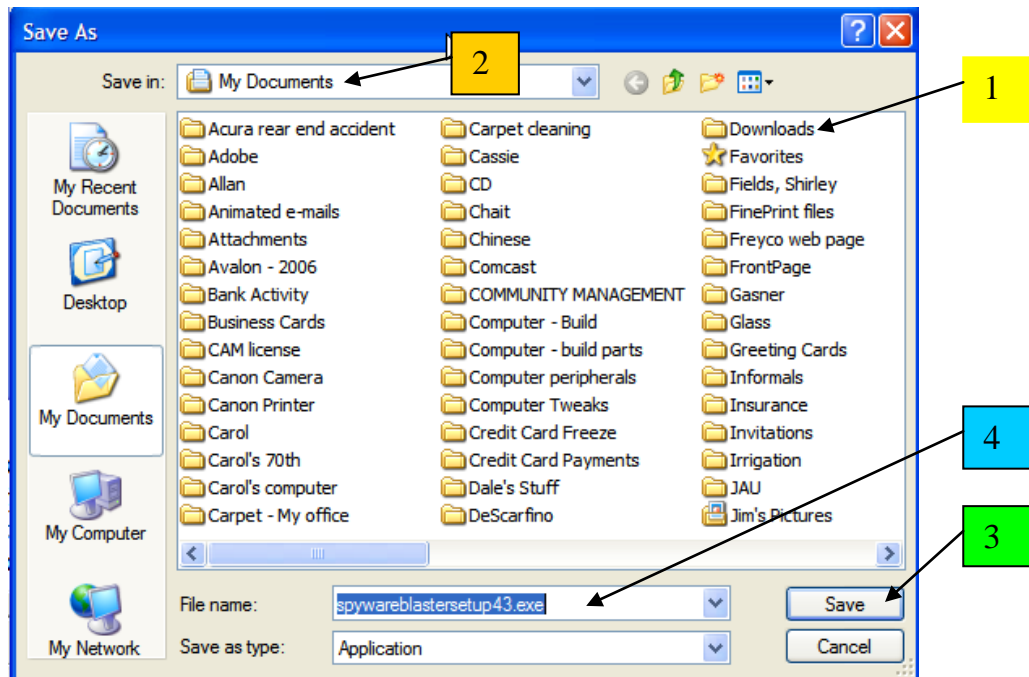 Save As
2
Save in: My Documents
1
My Recent Documents
Desktop
My Documents
My Computer
My Network
Acura rear end accident
Adobe
Allan
Animated e-mails
Attachments
Avalon - 2006
Bank Activity
Business Cards
CAM license
Canon Camera
Canon Printer
Carol
Carol's 70th
Carol's computer
Carpet - My office
Carpet cleaning
Cassie
CD
Chait
Chinese
Comcast
COMMUNITY MANAGEMENT
Computer - Build
Computer - build parts
Computer peripherals
Computer Tweaks
Credit Card Freeze
Credit Card Payments
Dale's Stuff
DeScarfino
Downloads
Favorites
Fields, Shirley
FinePrint files
Freyco web page
FrontPage
Gasner
Glass
Greeting Cards
Informals
Insurance
Invitations
Irrigation
JAU
Jim's Pictures
4
3
File name: spywareblastersetup43.exe
Save
Save as type: Application
Cancel